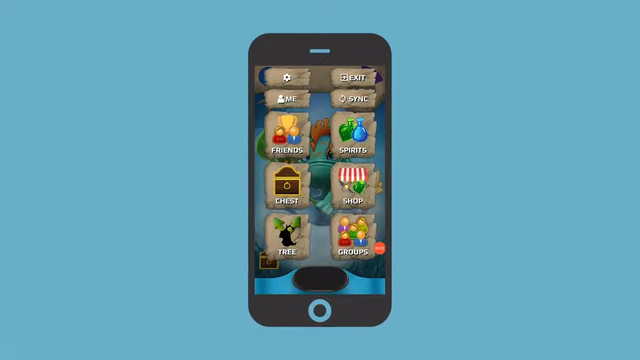 EXIT
ME
SYNC
FRIENDS
SPIRITS
CHEST
SHOP
TREE
GROUPS